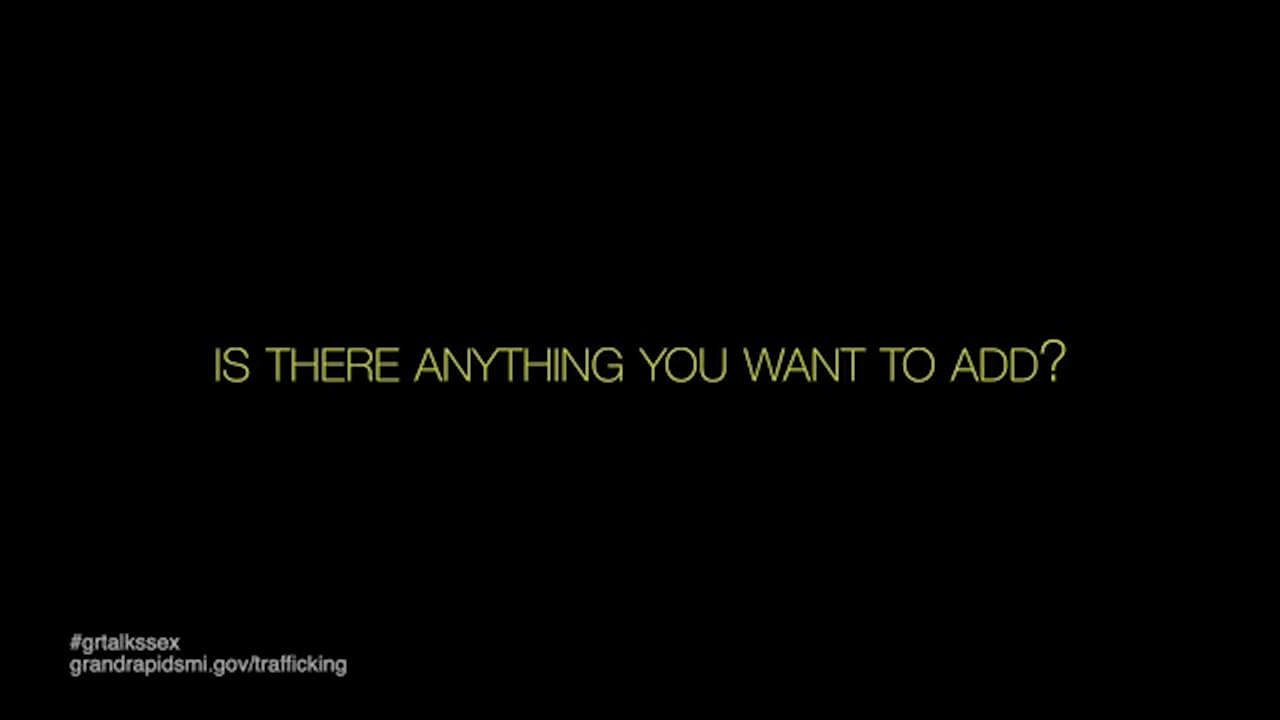 IS THERE ANYTHING YOU WANT TO ADD?
#grtalkssex
grandrapidsmi.gov/trafficking